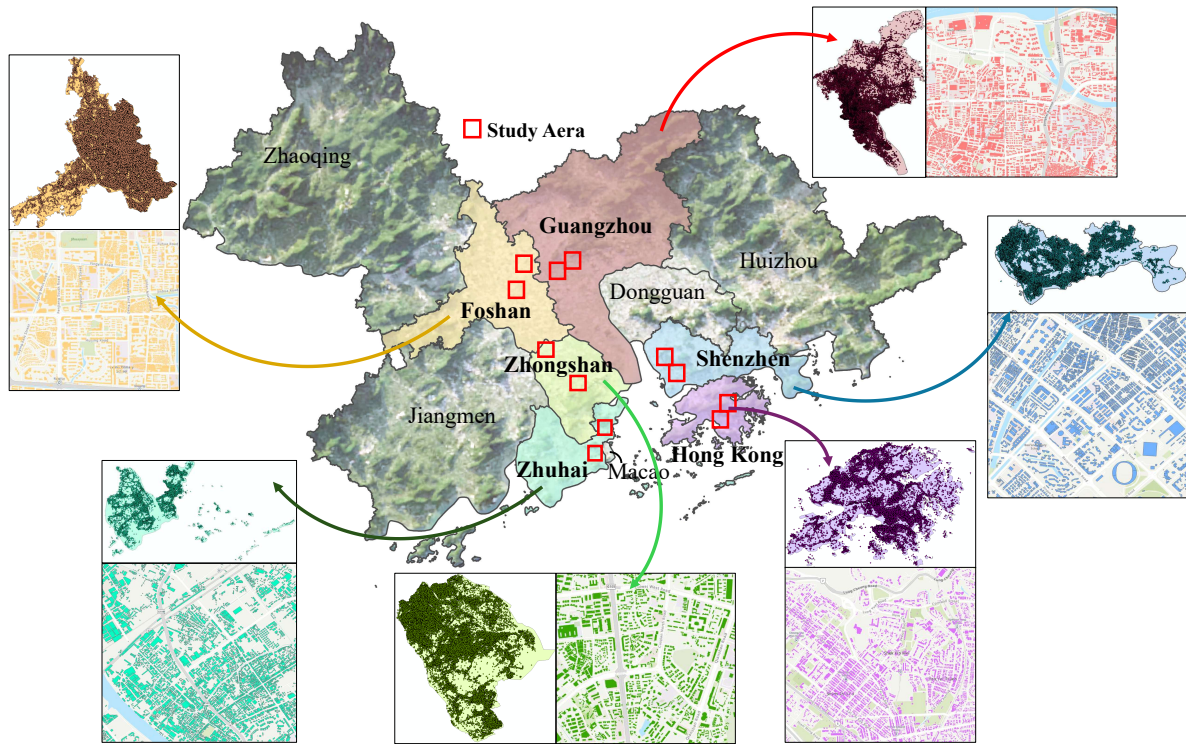 Study Aera
Zhaoqing
Guangzhou
Huizhou
Dongguan
Foshan
Zhongshan
Shenzhen
Jiangmen
Hong Kong
Zhuhai
Macao